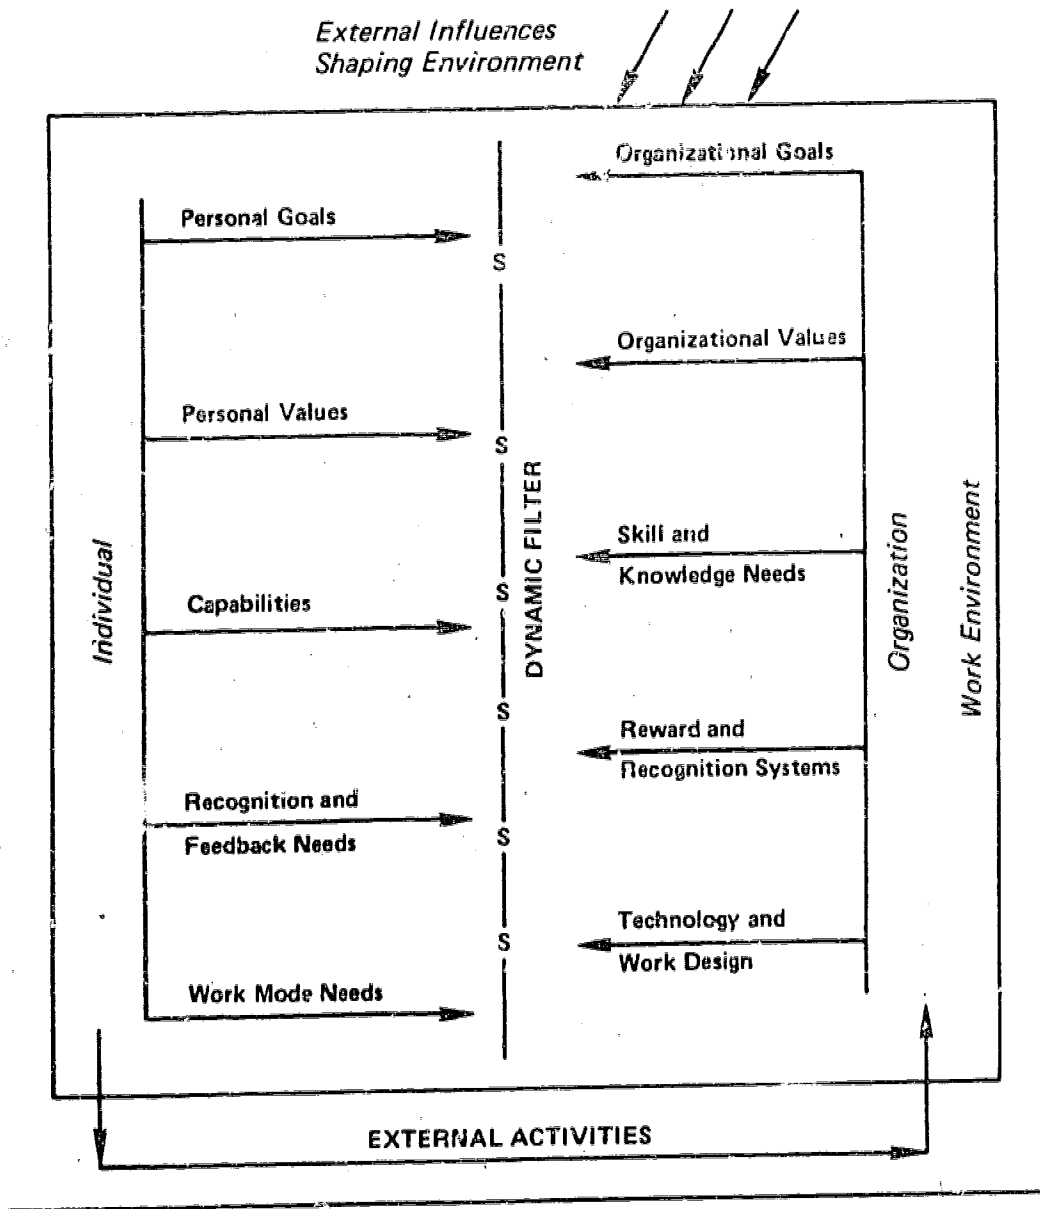 External Influences
Shaping Environment
Organizational Goals
Personal Goals
S
Organizational Values
Personal Values
S
DYNAMIC FILTER
Individual
Skill and
Knowledge Needs
Organization
Work Environment
Capabilities
S
S
Reward and
Recognition Systems
Recognition and
Feedback Needs
S
Technology and
Work Design
S
Work Mode Needs
EXTERNAL ACTIVITIES